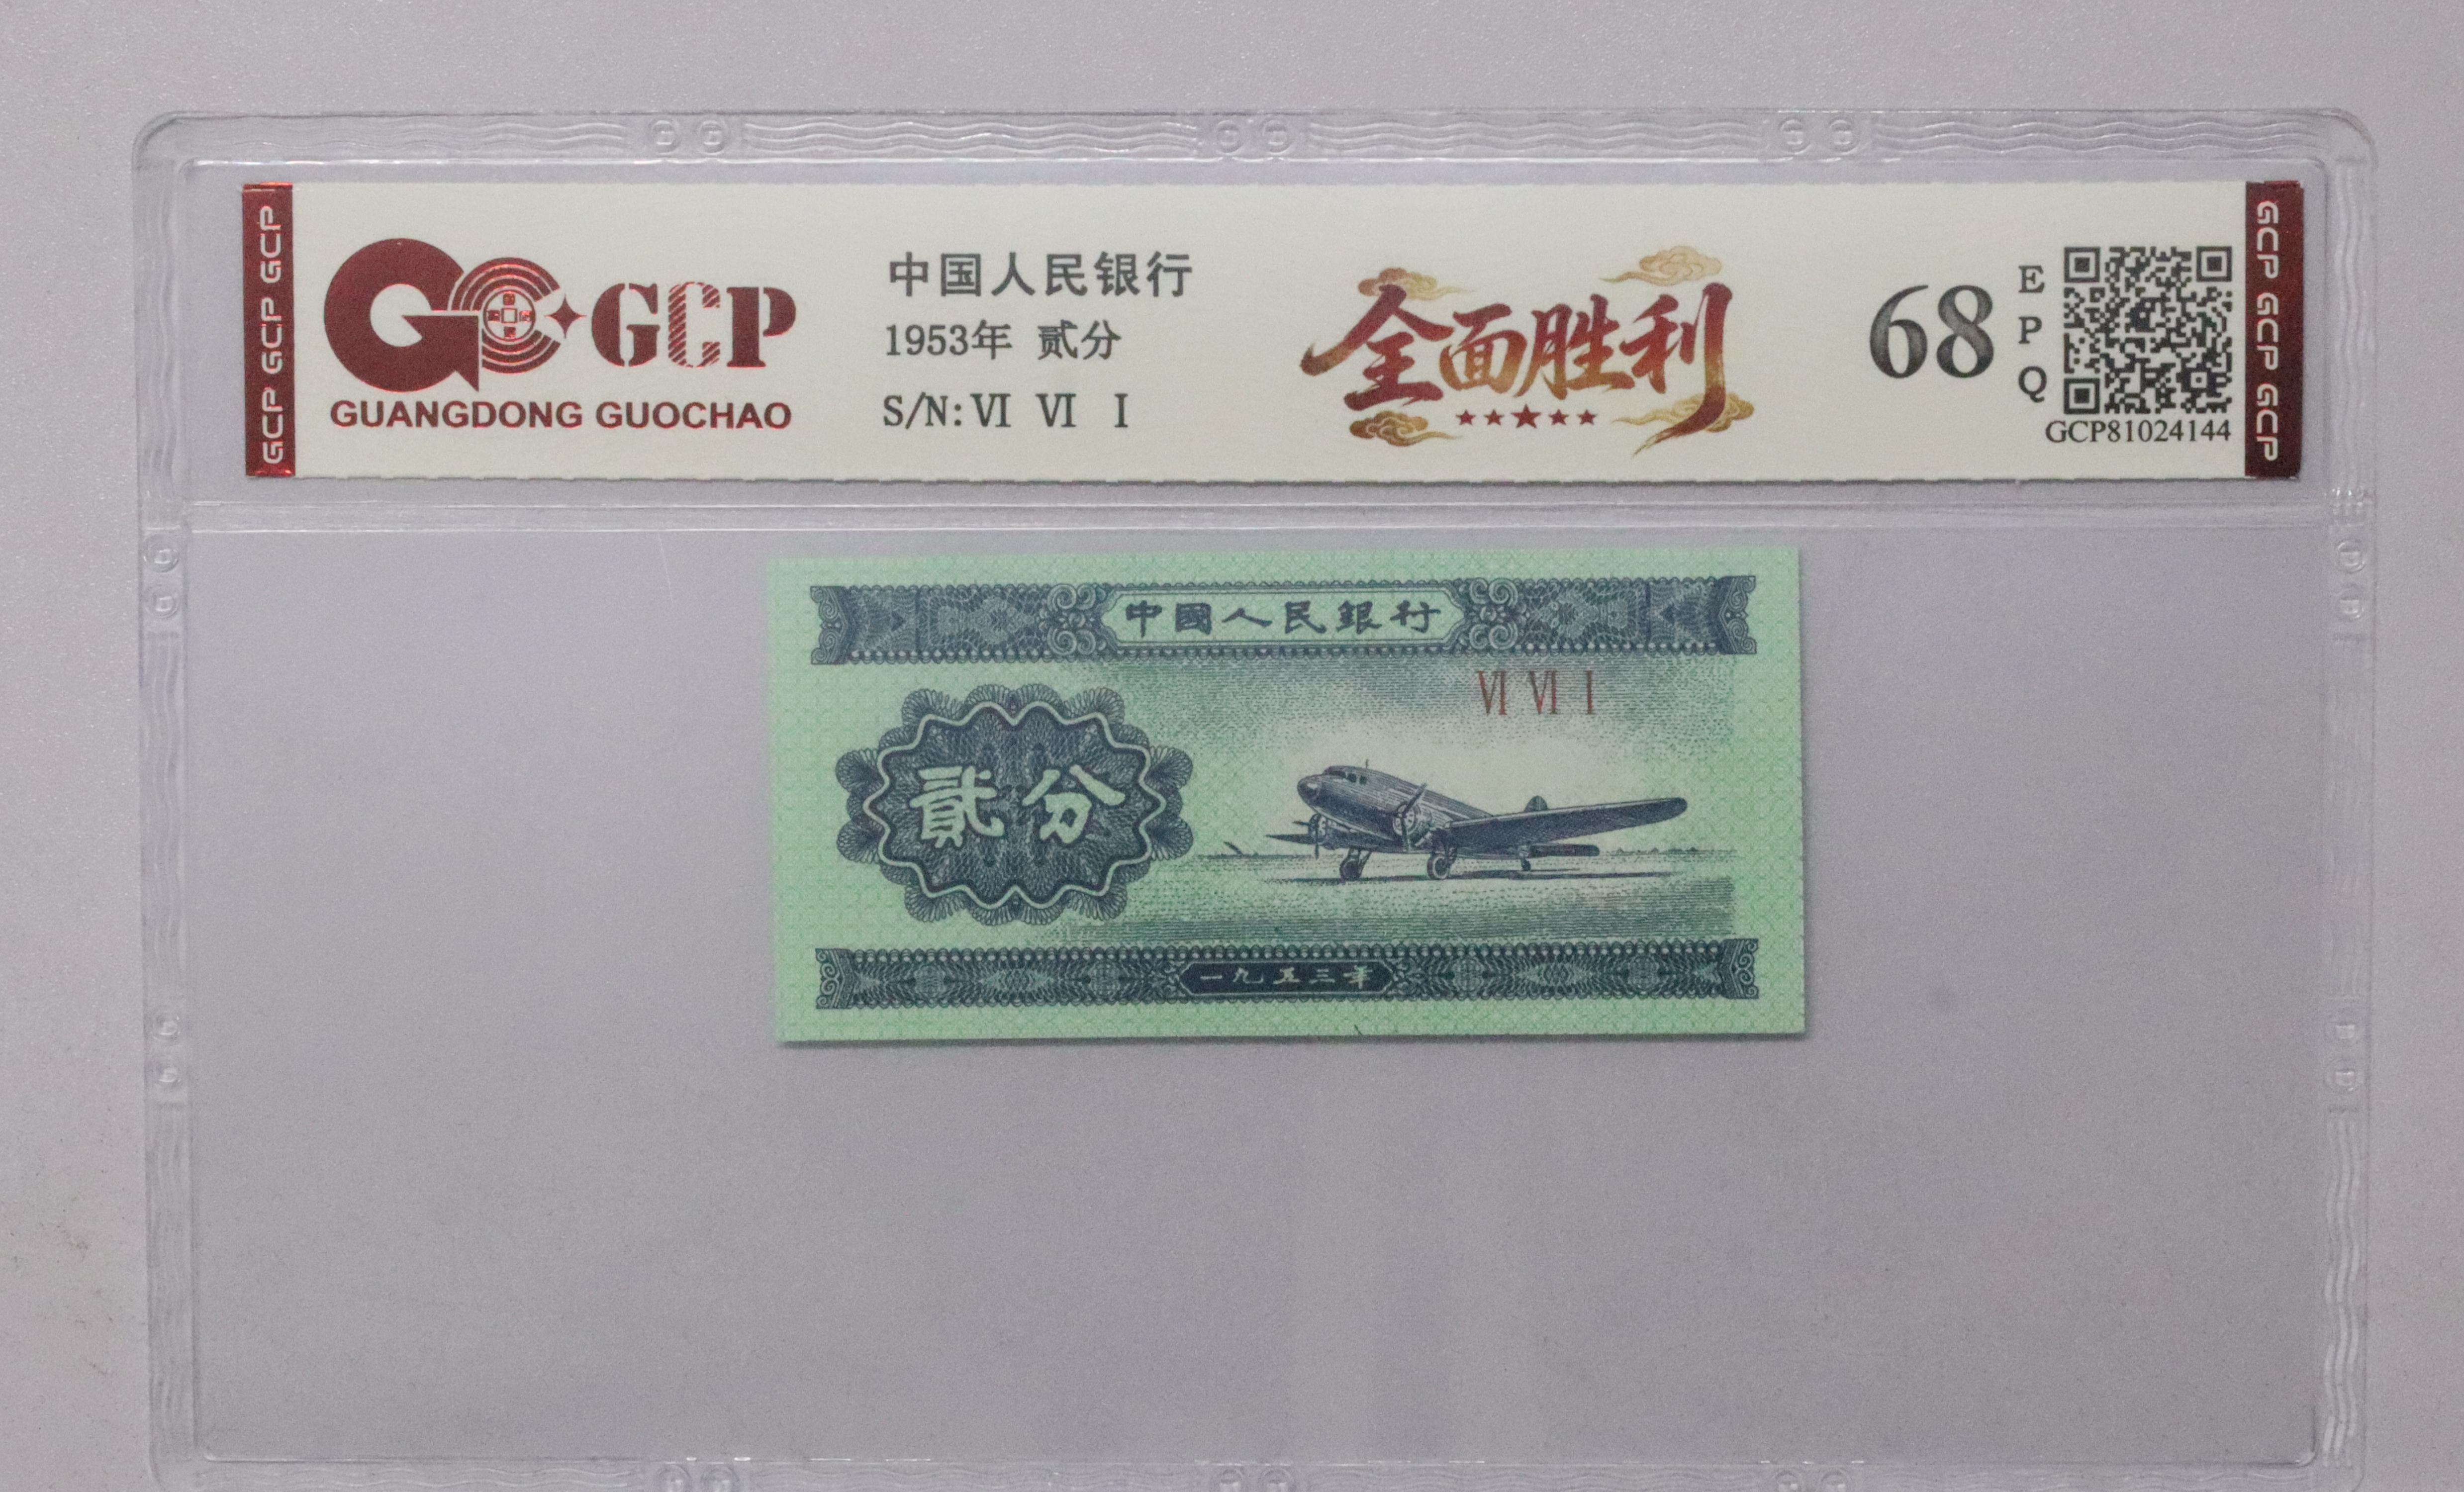 GCP GCP GCP
GCP
GUANGDONG GUOCHAO
中国人民银行
1953年 贰分
S/N: VI VI I
全面胜利
68
E
P
Q
GCP81024144
GCP GCP GCP
中國人民銀行
VI VI I
貳分
一九五三年